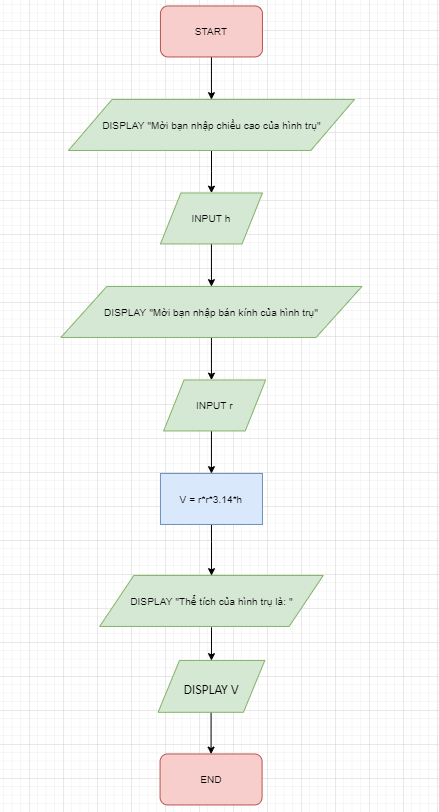 START
DISPLAY "Mời bạn nhập chiều cao của hình trụ"
INPUT h
DISPLAY "Mời bạn nhập bán kính của hình trụ"
INPUT r
V = r*r*3.14*h
DISPLAY "Thể tích của hình trụ là: "
DISPLAY V
END